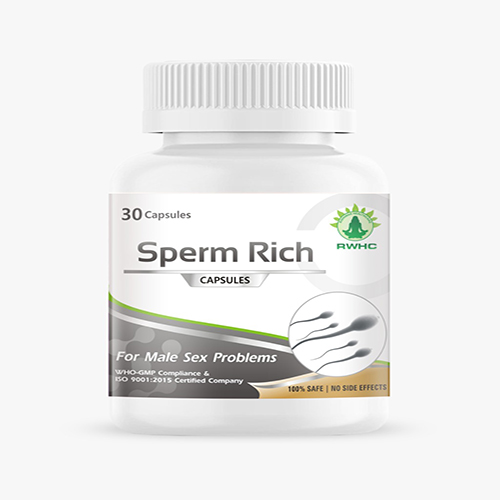 30 Capsules
RWHC
Sperm Rich
CAPSULES
For Male Sex Problems
WHO-GMP Compliance &
ISO 9001:2015 Certified Company
100% SAFE | NO SIDE EFFECTS